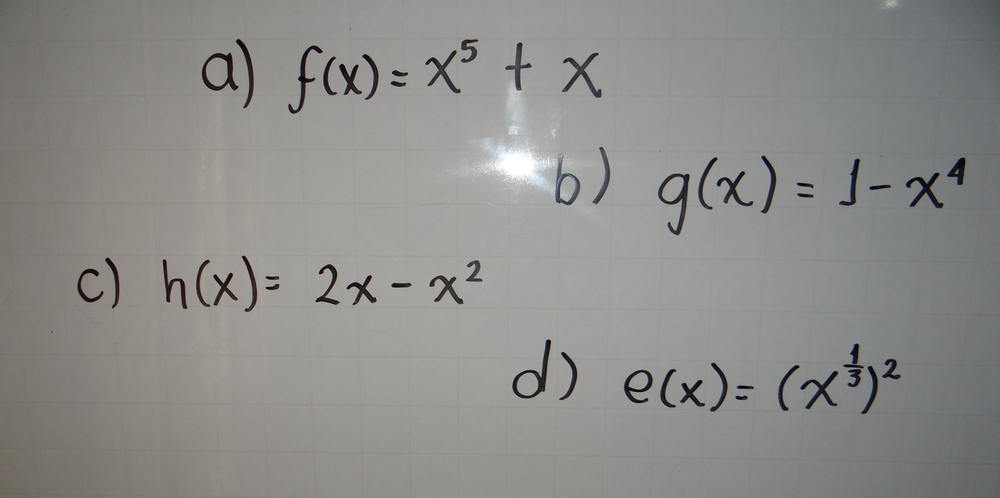 a) f(x) = x⁵ + x
b) g(x) = 1 - x⁴
c) h(x) = 2x - x²
d) e(x) = (x^{1/3})²